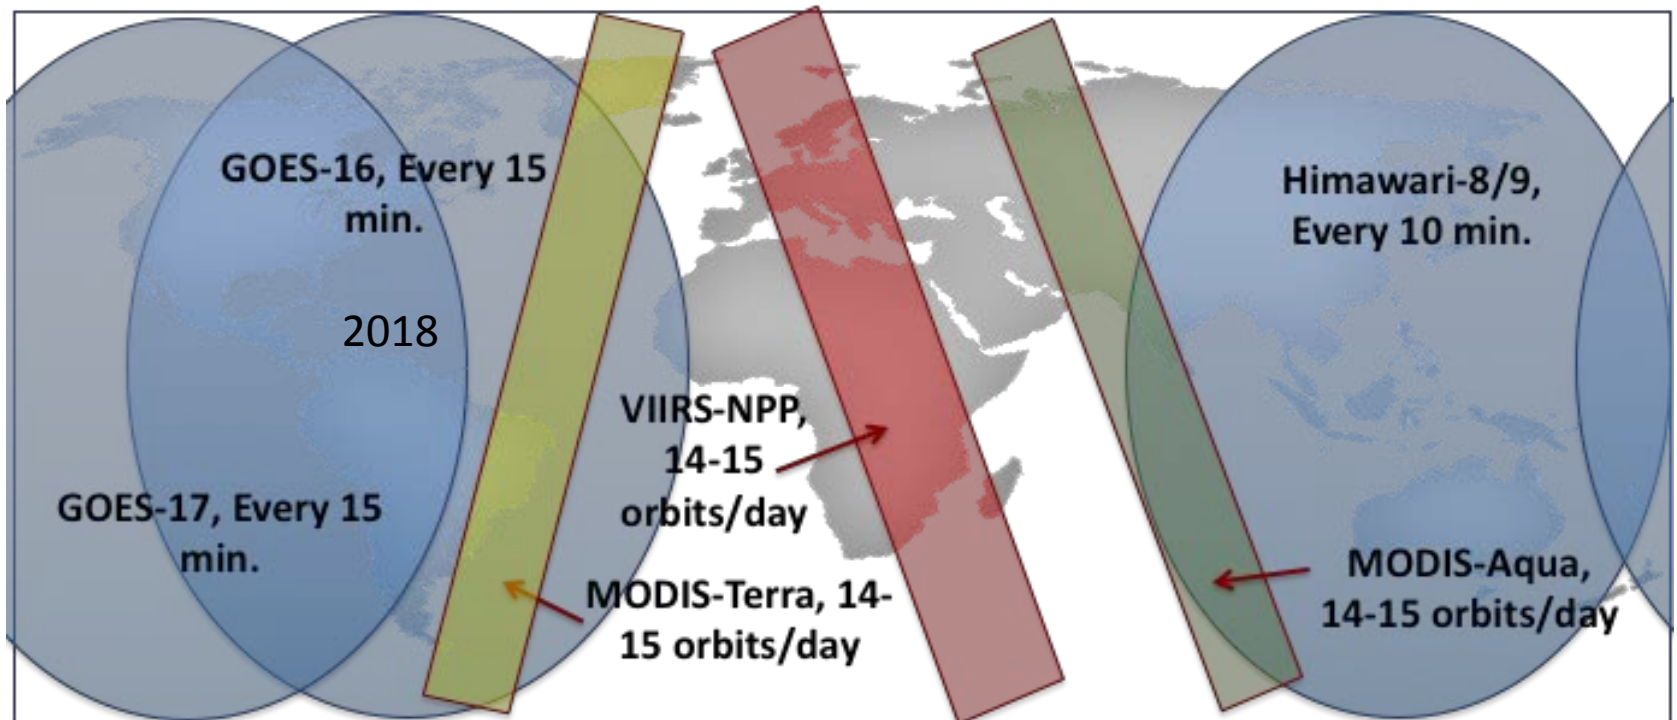 GOES-16, Every 15
min.
2018
GOES-17, Every 15
min.
VIIRS-NPP,
14-15
orbits/day
MODIS-Terra, 14-
15 orbits/day
Himawari-8/9,
Every 10 min.
MODIS-Aqua,
14-15 orbits/day